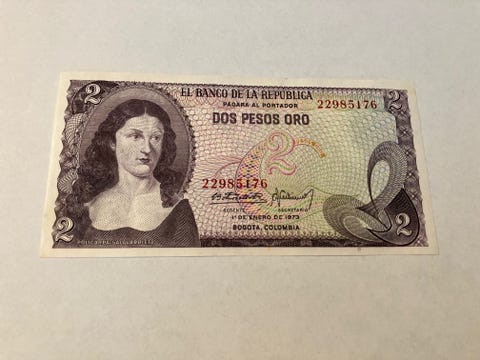 2
EL BANCO DE LA REPUBLICA
2
PAGARA AL PORTADOR
22985176
DOS PESOS ORO
2
22985176
GERENTE
SECRETARIO
1º ENERO DE 1973
2
BOGOTA, COLOMBIA